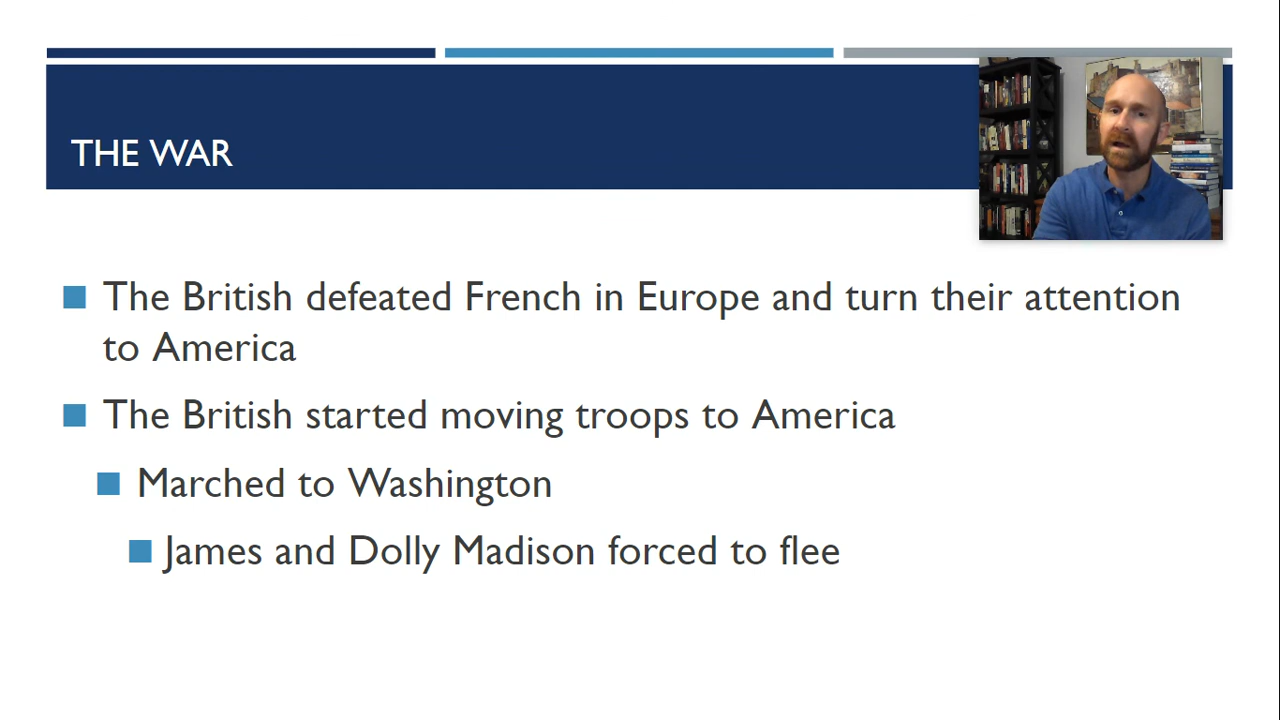 THE WAR
The British defeated French in Europe and turn their attention
to America
The British started moving troops to America
Marched to Washington
James and Dolly Madison forced to flee